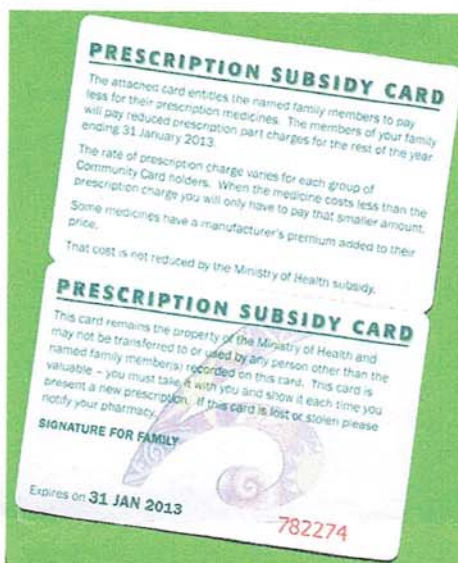 PRESCRIPTION SUBSIDY CARD
The attached card entitles the named family members to pay
less for their prescription medicines. The members of your family
will pay reduced prescription part charges for the rest of the year
ending 31 January 2013.
The rate of prescription charge varies for each group of
Community Card holders. When the medicine costs less than the
prescription charge you will only have to pay that smaller amount.
Some medicines have a manufacturer's premium added to their
price.
That cost is not reduced by the Ministry of Health subsidy.
PRESCRIPTION SUBSIDY CARD
This card remains the property of the Ministry of Health and
may not be transferred to or used by any person other than the
named family member(s) recorded on this card. This card is
valuable – you must take it with you and show it each time you
present a new prescription. If this card is lost or stolen please
notify your pharmacy.
SIGNATURE FOR FAMILY
Expires on 31 JAN 2013
782274